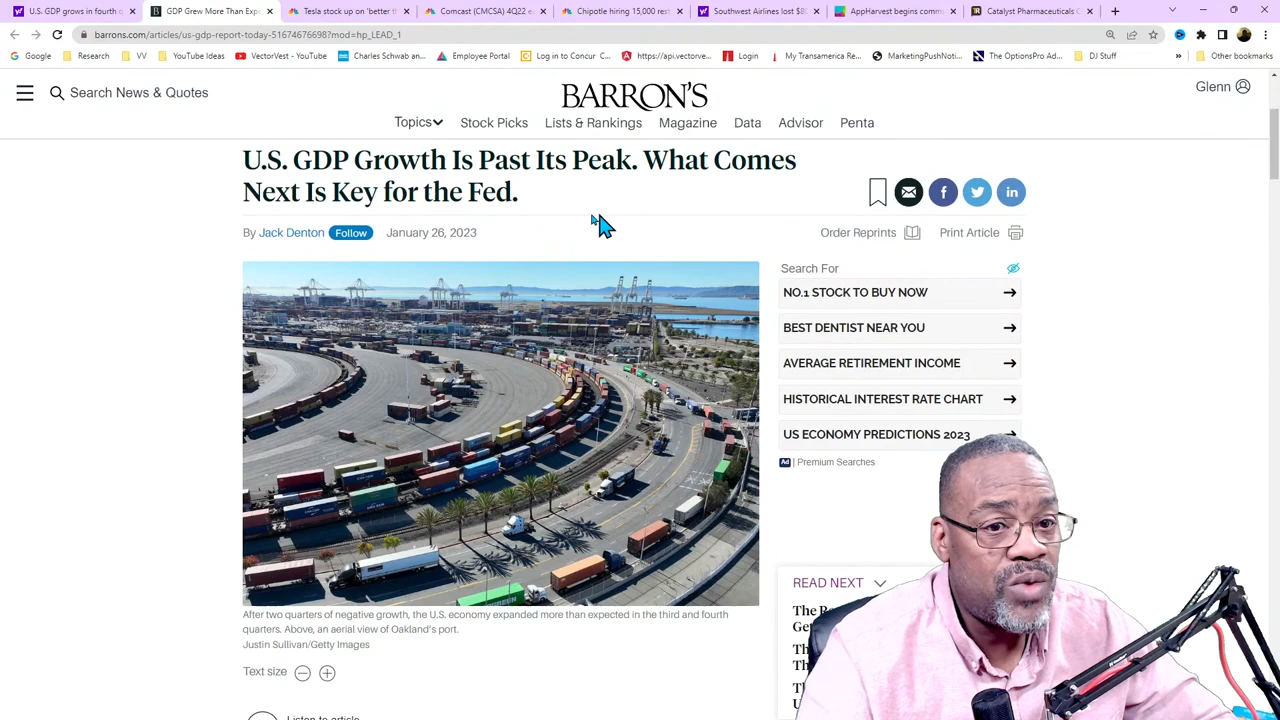 U.S. GDP grows in fourth q
GDP Grew More Than Exp
Tesla stock up on 'better th
Comcast (CMCSA) 4Q22 e
Chipotle hiring 15,000 rest
Southwest Airlines lost $8
AppHarvest begins comm
Catalyst Pharmaceuticals
barrons.com/articles/us-gdp-report-today-51674676698?mod=hp_LEAD_1
Google Research VV YouTube Ideas VectorVest - YouTube Charles Schwab an... Employee Portal Log in to Concur C... https://api.vectorve... Login My Transamerica Re... MarketingPushNoti... The OptionsPro Ad... DJ Stuff » Other bookmarks
Search News & Quotes
BARRON'S
Glenn
Topics Stock Picks Lists & Rankings Magazine Data Advisor Penta
U.S. GDP Growth Is Past Its Peak. What Comes
Next Is Key for the Fed.
By Jack Denton Follow January 26, 2023
Order Reprints Print Article
Search For
NO.1 STOCK TO BUY NOW
BEST DENTIST NEAR YOU
AVERAGE RETIREMENT INCOME
HISTORICAL INTEREST RATE CHART
US ECONOMY PREDICTIONS 2023
Ad | Premium Searches
READ NEXT
The
Th
Th
After two quarters of negative growth, the U.S. economy expanded more than expected in the third and fourth
quarters. Above, an aerial view of Oakland's port.
Justin Sullivan/Getty Images
Text size
Listen to article